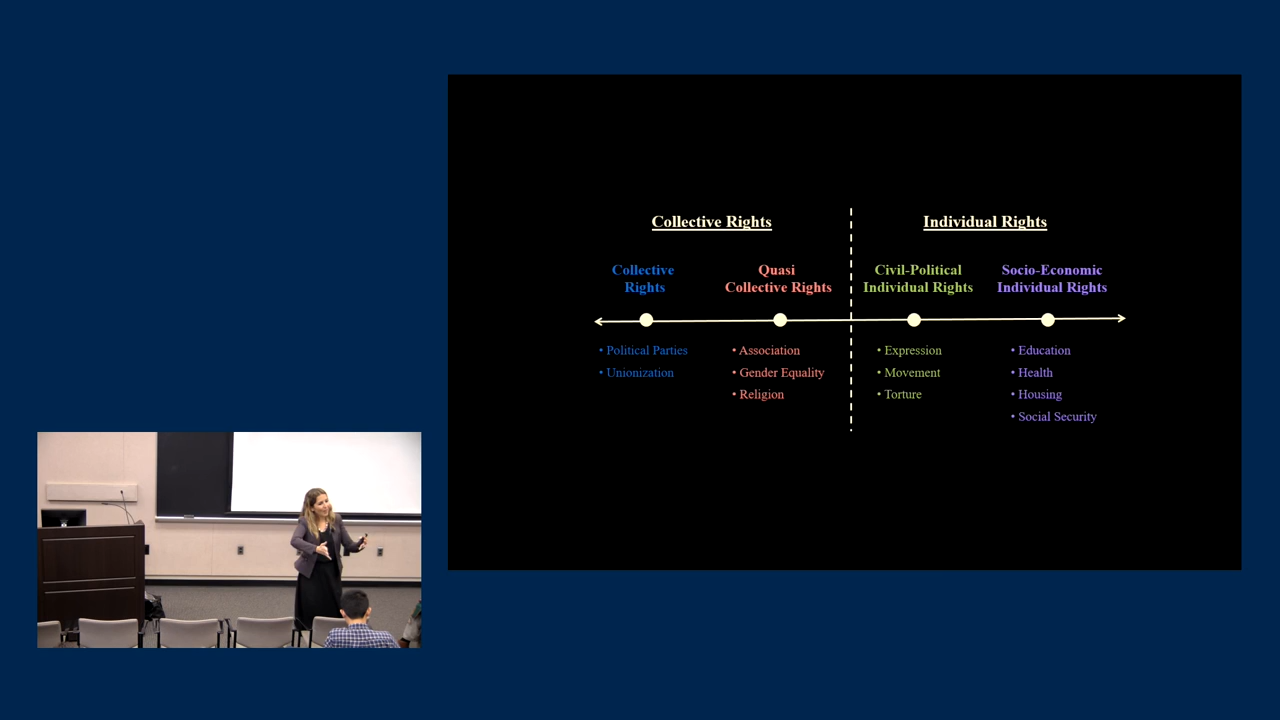 Collective Rights
Individual Rights
Collective
Rights
Quasi
Collective Rights
Civil-Political
Individual Rights
Socio-Economic
Individual Rights
• Political Parties
• Unionization
• Association
• Gender Equality
• Religion
• Expression
• Movement
• Torture
• Education
• Health
• Housing
• Social Security